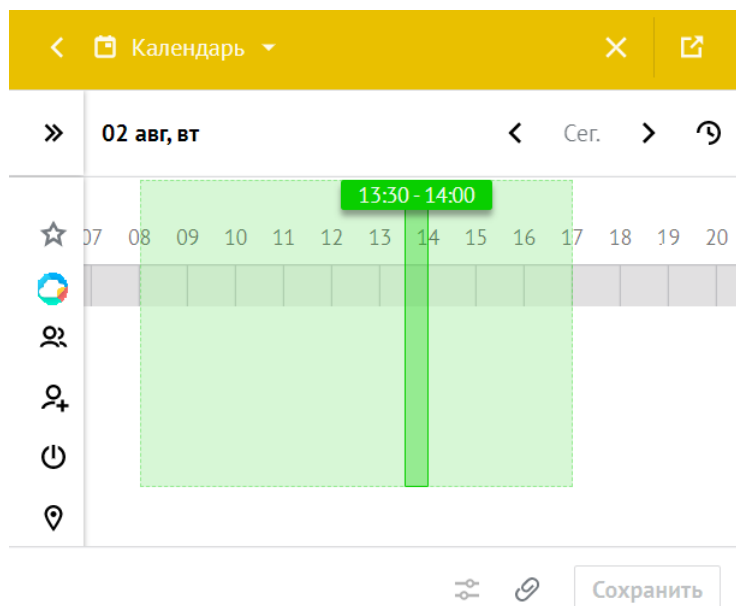 Календарь
02 авг, вт
Сег.
13:30 - 14:00
07 08 09 10 11 12 13 14 15 16 17 18 19 20
Сохранить